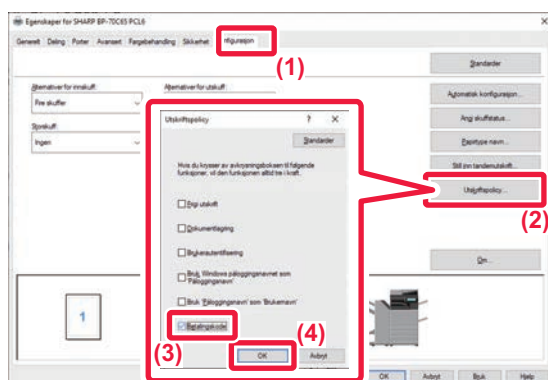 Egenskaper for SHARP BP-70C65 PCL6
Generelt Deling Porter Avansert Fargebehandling Sikkerhet nfigurasjon
(1)
Standarder
Alternativer for innskuff:
Alternativer for utskuff:
Fire skuffer
Storskuff:
Ingen
Automatisk konfigurasjon...
Angi skuffstatus...
Papirtype navn...
Still inn tandemutskrift...
Utskriftspolicy...
(2)
Om...
Utskriftspolicy ? ×
Standarder
Hvis du krysser av avkrysningsboksen til følgende
funksjoner, vil den funksjonen alltid tre i kraft.
Ingi utskrift
Dokumentlagring
Brukerautentifisering
Bruk Windows påloggingsnavnet som
'Påloggingsnavn'
Bruk 'Påloggingsnavn' som 'Brukernavn'
Betalingskode
(3)
(4)
OK Avbryt
1
OK Avbryt Bruk Hjelp